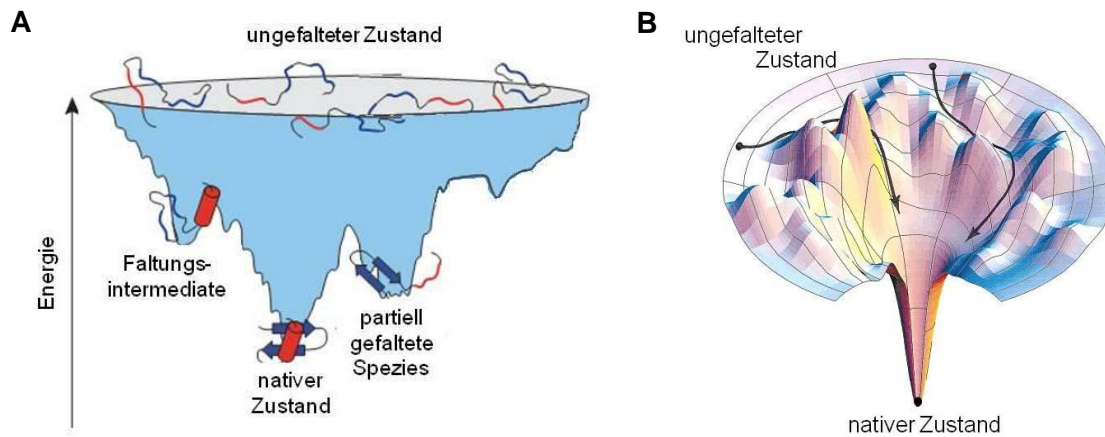 A
ungefalteter Zustand
Energie
Faltungs-
intermediate
nativer
Zustand
partiell
gefaltete
Spezies
B
ungefalteter
Zustand
nativer Zustand